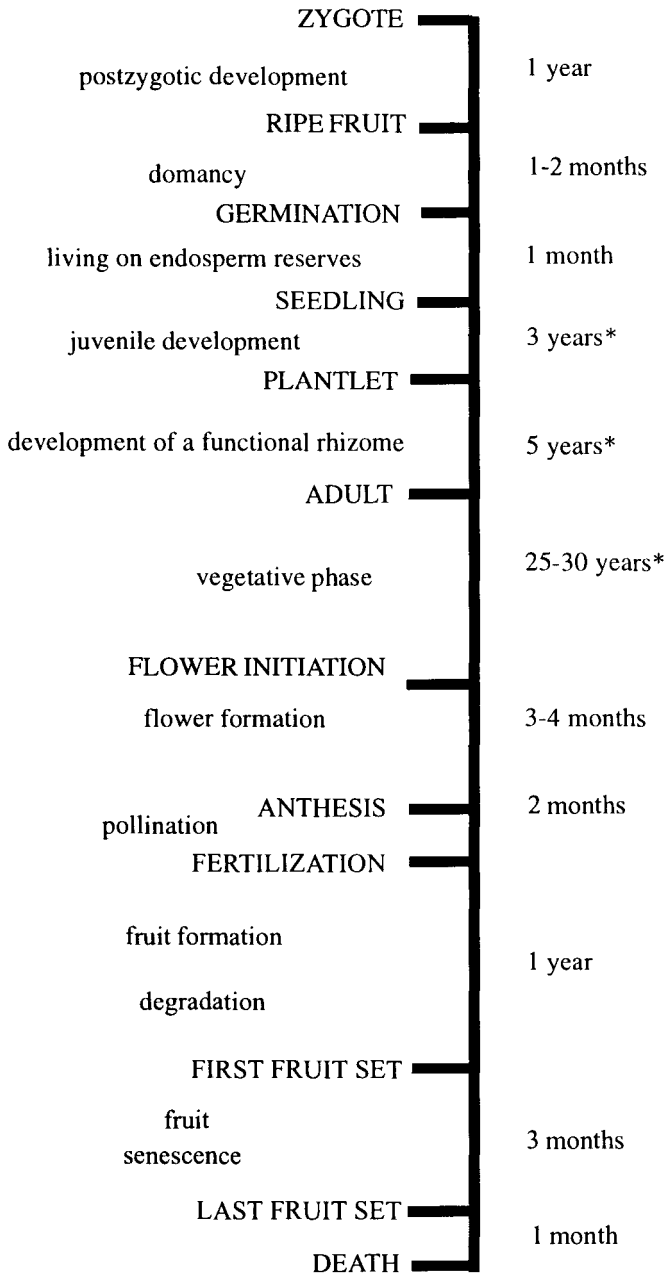 ZYGOTE
postzygotic development
1 year
RIPE FRUIT
domancy
1-2 months
GERMINATION
living on endosperm reserves
1 month
SEEDLING
juvenile development
3 years*
PLANTLET
development of a functional rhizome
5 years*
ADULT
vegetative phase
25-30 years*
FLOWER INITIATION
flower formation
3-4 months
ANTHESIS
2 months
pollination
FERTILIZATION
fruit formation
1 year
degradation
FIRST FRUIT SET
fruit
senescence
3 months
LAST FRUIT SET
1 month
DEATH